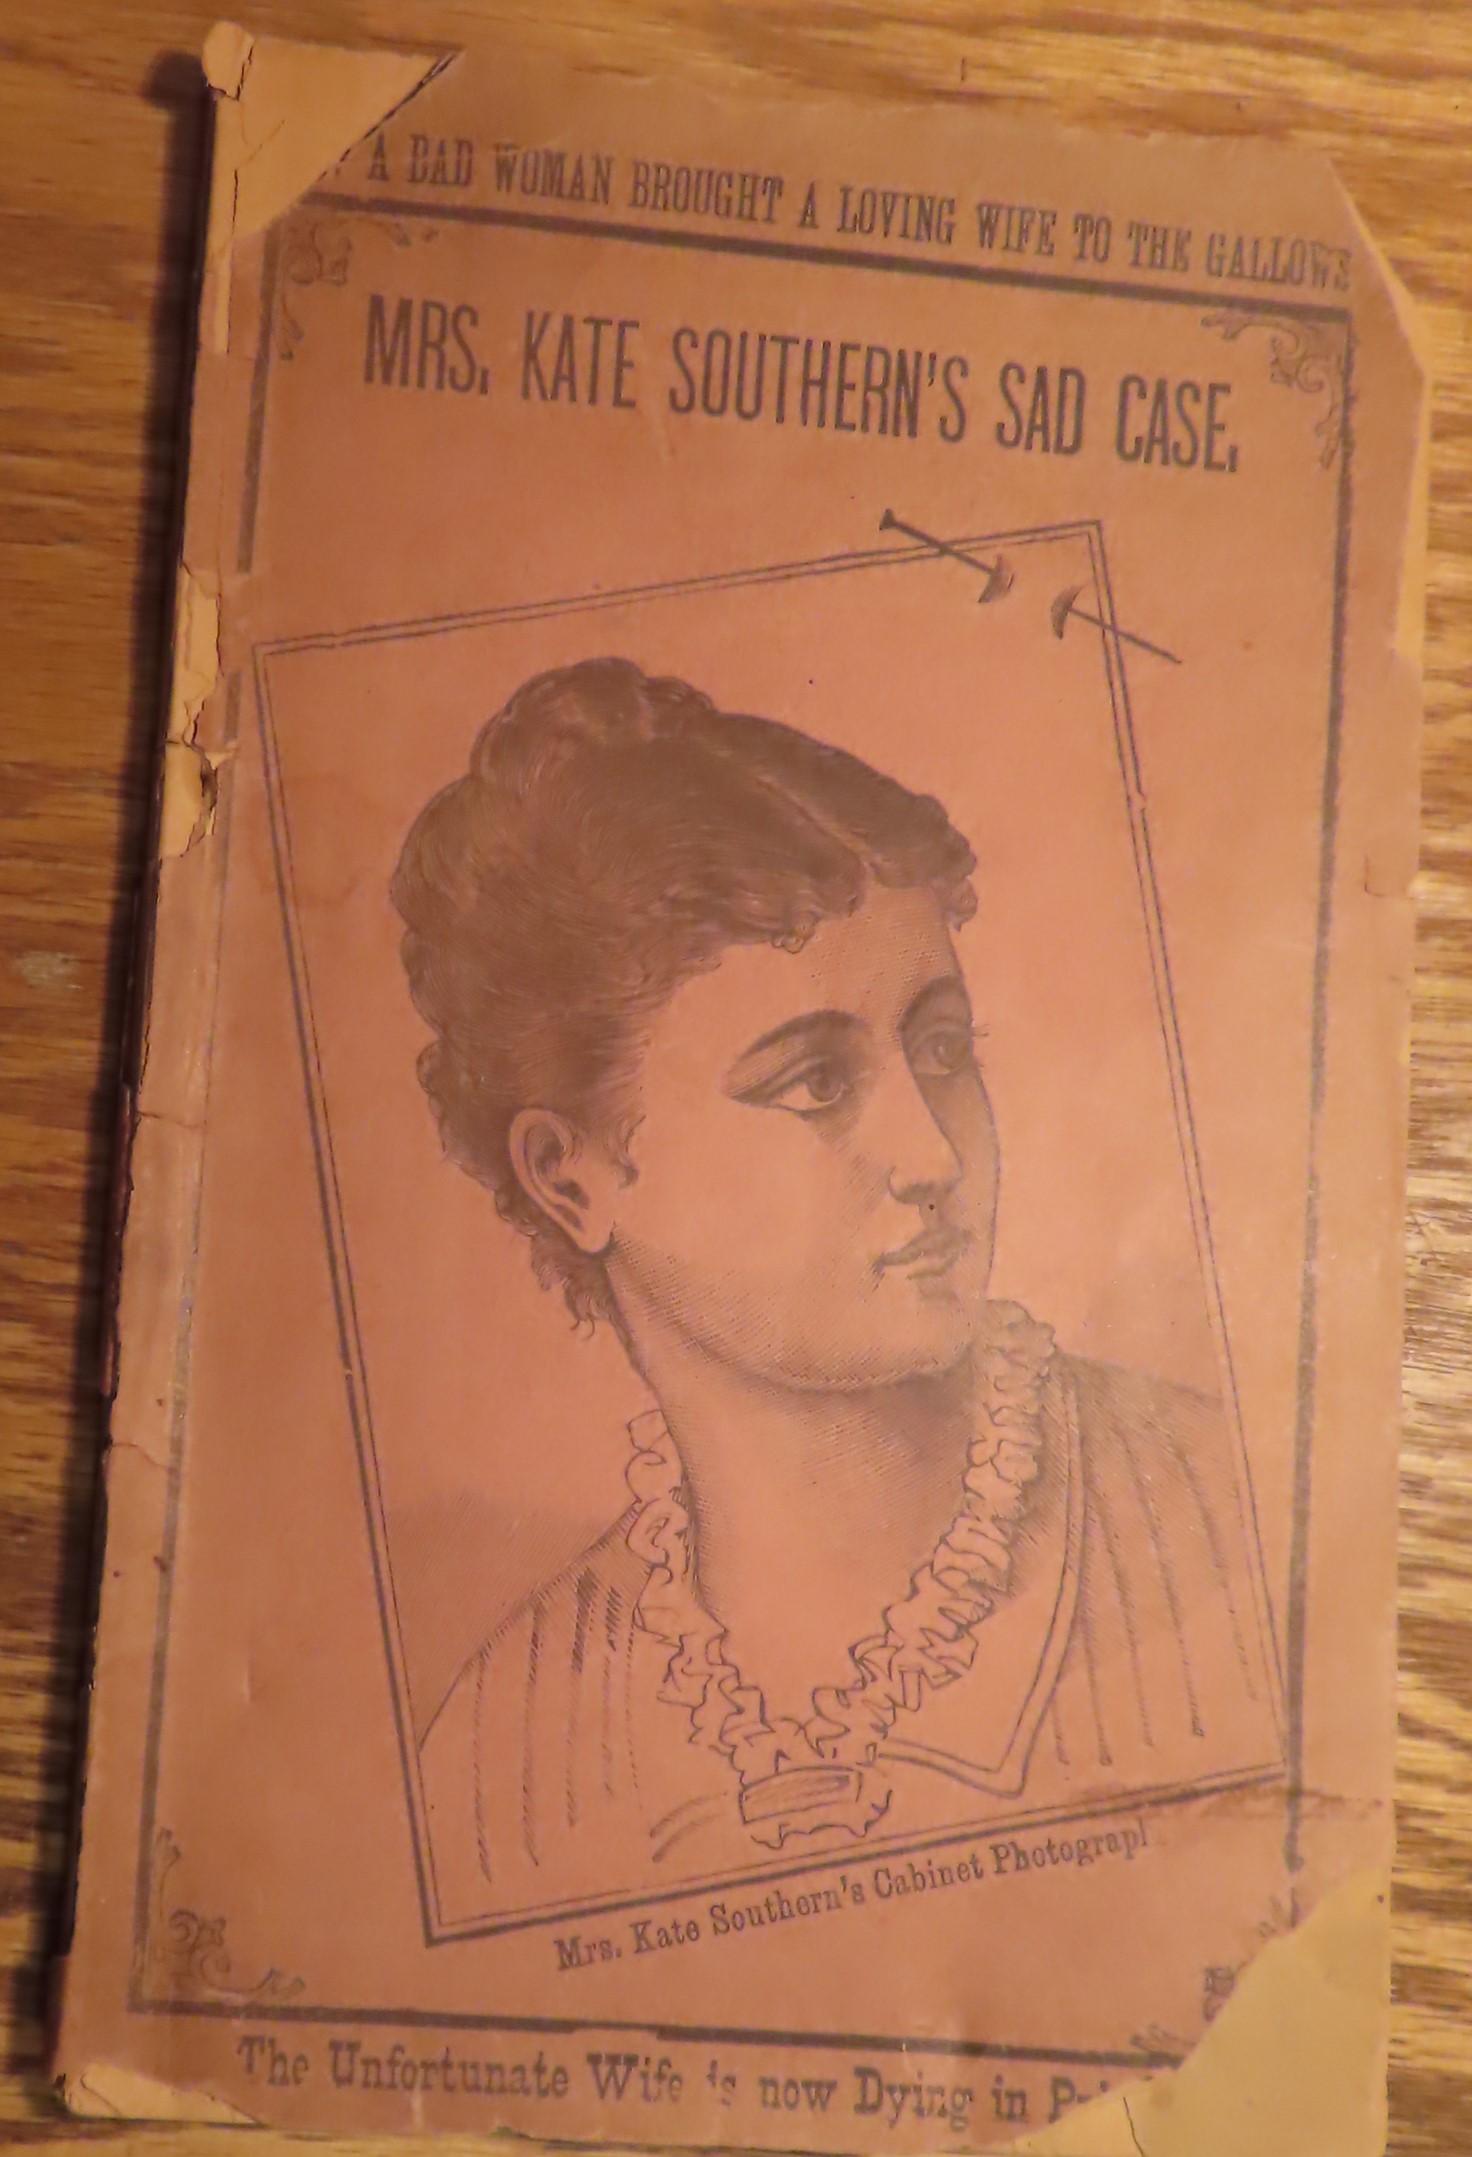 A BAD WOMAN BROUGHT A LOVING WIFE TO THE GALLOWS
MRS. KATE SOUTHERN'S SAD CASE.
Mrs. Kate Southern's Cabinet Photograp
The Unfortunate Wife is now Dying in